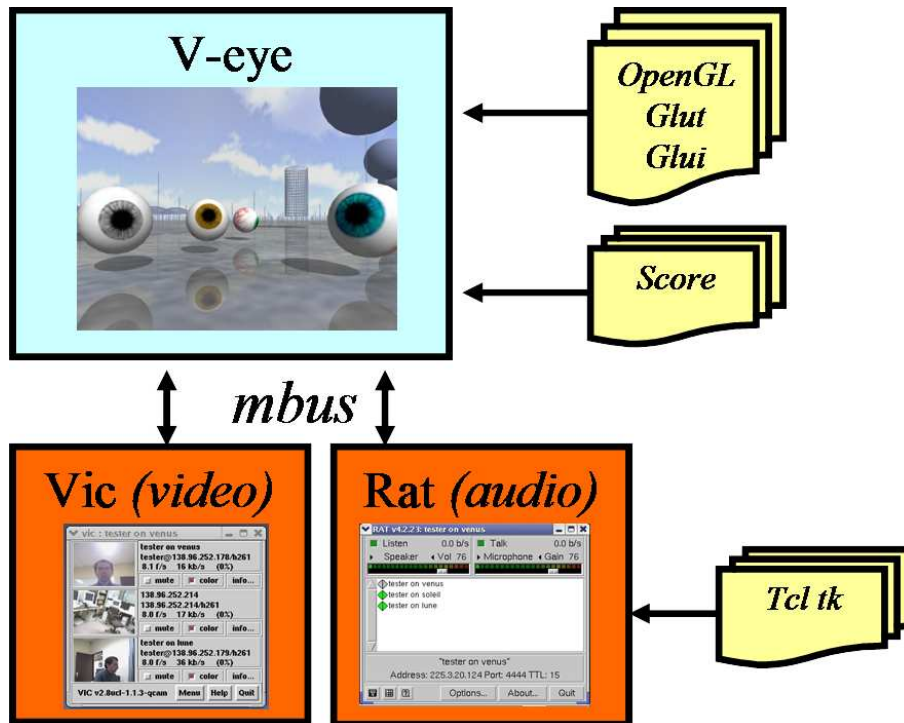 V-eye
OpenGL
Glut
Glui
Score
mbus
Vic (video)
vic : tester on venus
tester on venus
tester@138.96.252.178/h261
8.1 f/s 16 kb/s (0%)
mute color info...
138.96.252.214
138.96.252.214/h261
8.0 f/s 17 kb/s (0%)
mute color info...
tester on lune
tester@138.96.252.179/h261
8.0 f/s 36 kb/s (0%)
mute color info...
VIC v2.8ucl-1.1.3-qcam Menu Help Quit
Rat (audio)
RAT v4.2.23: tester on venus
Listen 0.0 b/s Talk 0.0 b/s
Speaker Vol 76 Microphone Gain 76
tester on venus
tester on soleil
tester on lune
"tester on venus"
Address: 225.3.20.124 Port: 4444 TTL: 15
Options... About... Quit
Tcl tk